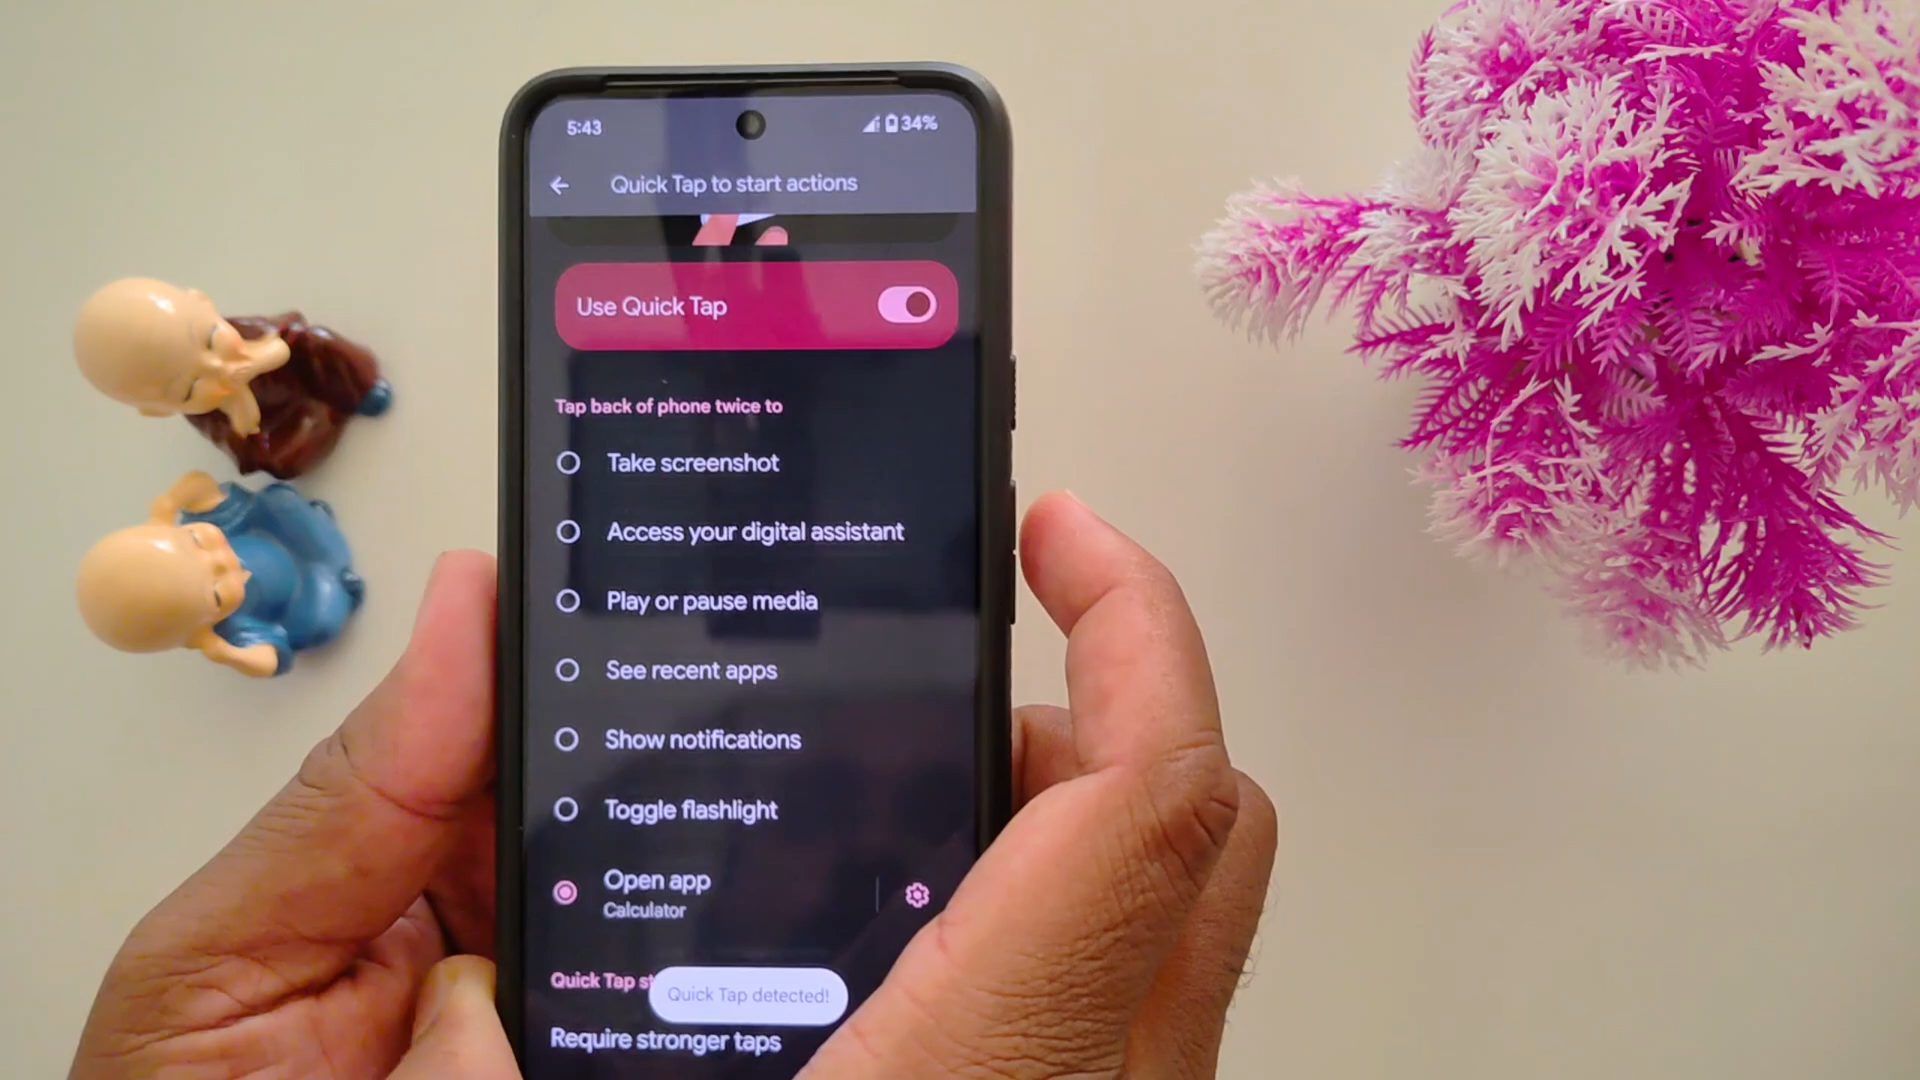 5:43
34%
Quick Tap to start actions
Use Quick Tap
Tap back of phone twice to
Take screenshot
Access your digital assistant
Play or pause media
See recent apps
Show notifications
Toggle flashlight
Open app
Calculator
Quick Tap
Quick Tap detected!
Require stronger taps